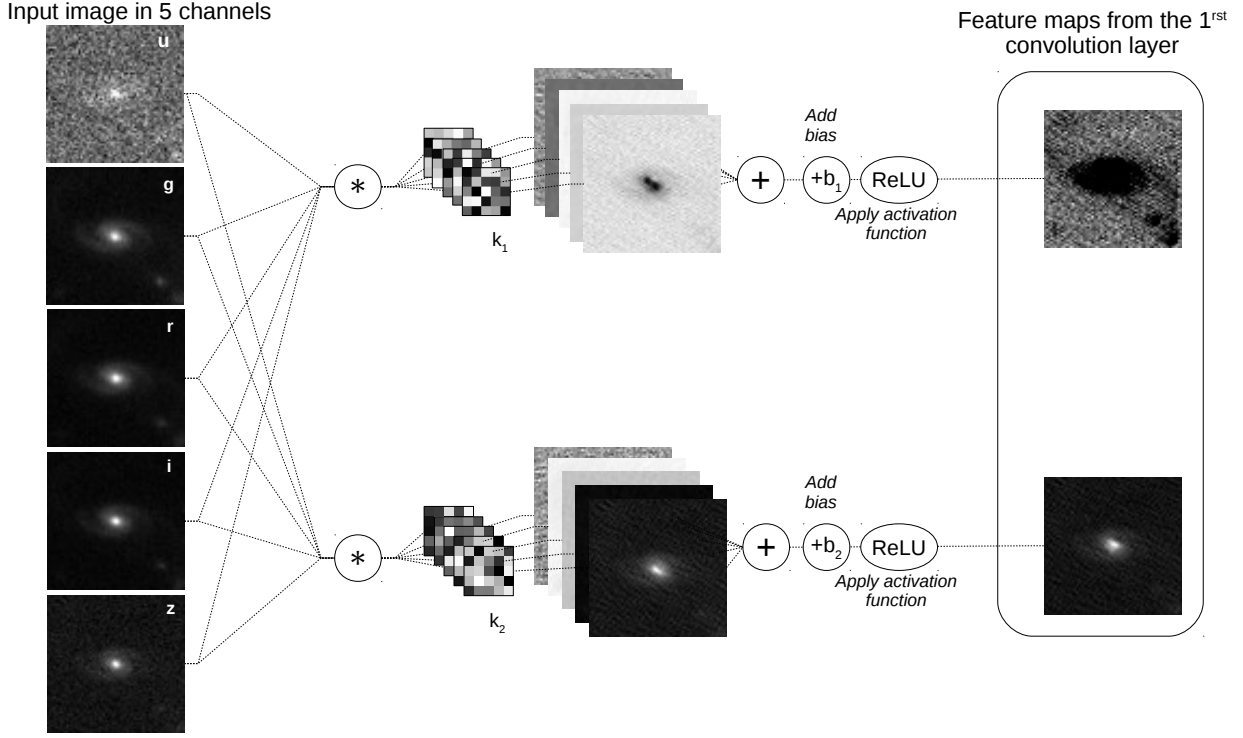 Input image in 5 channels
u
g
r
i
z
*
k1
+
Add
bias
+b1
ReLU
Apply activation
function
*
k2
+
Add
bias
+b2
ReLU
Apply activation
function
Feature maps from the 1rst
convolution layer